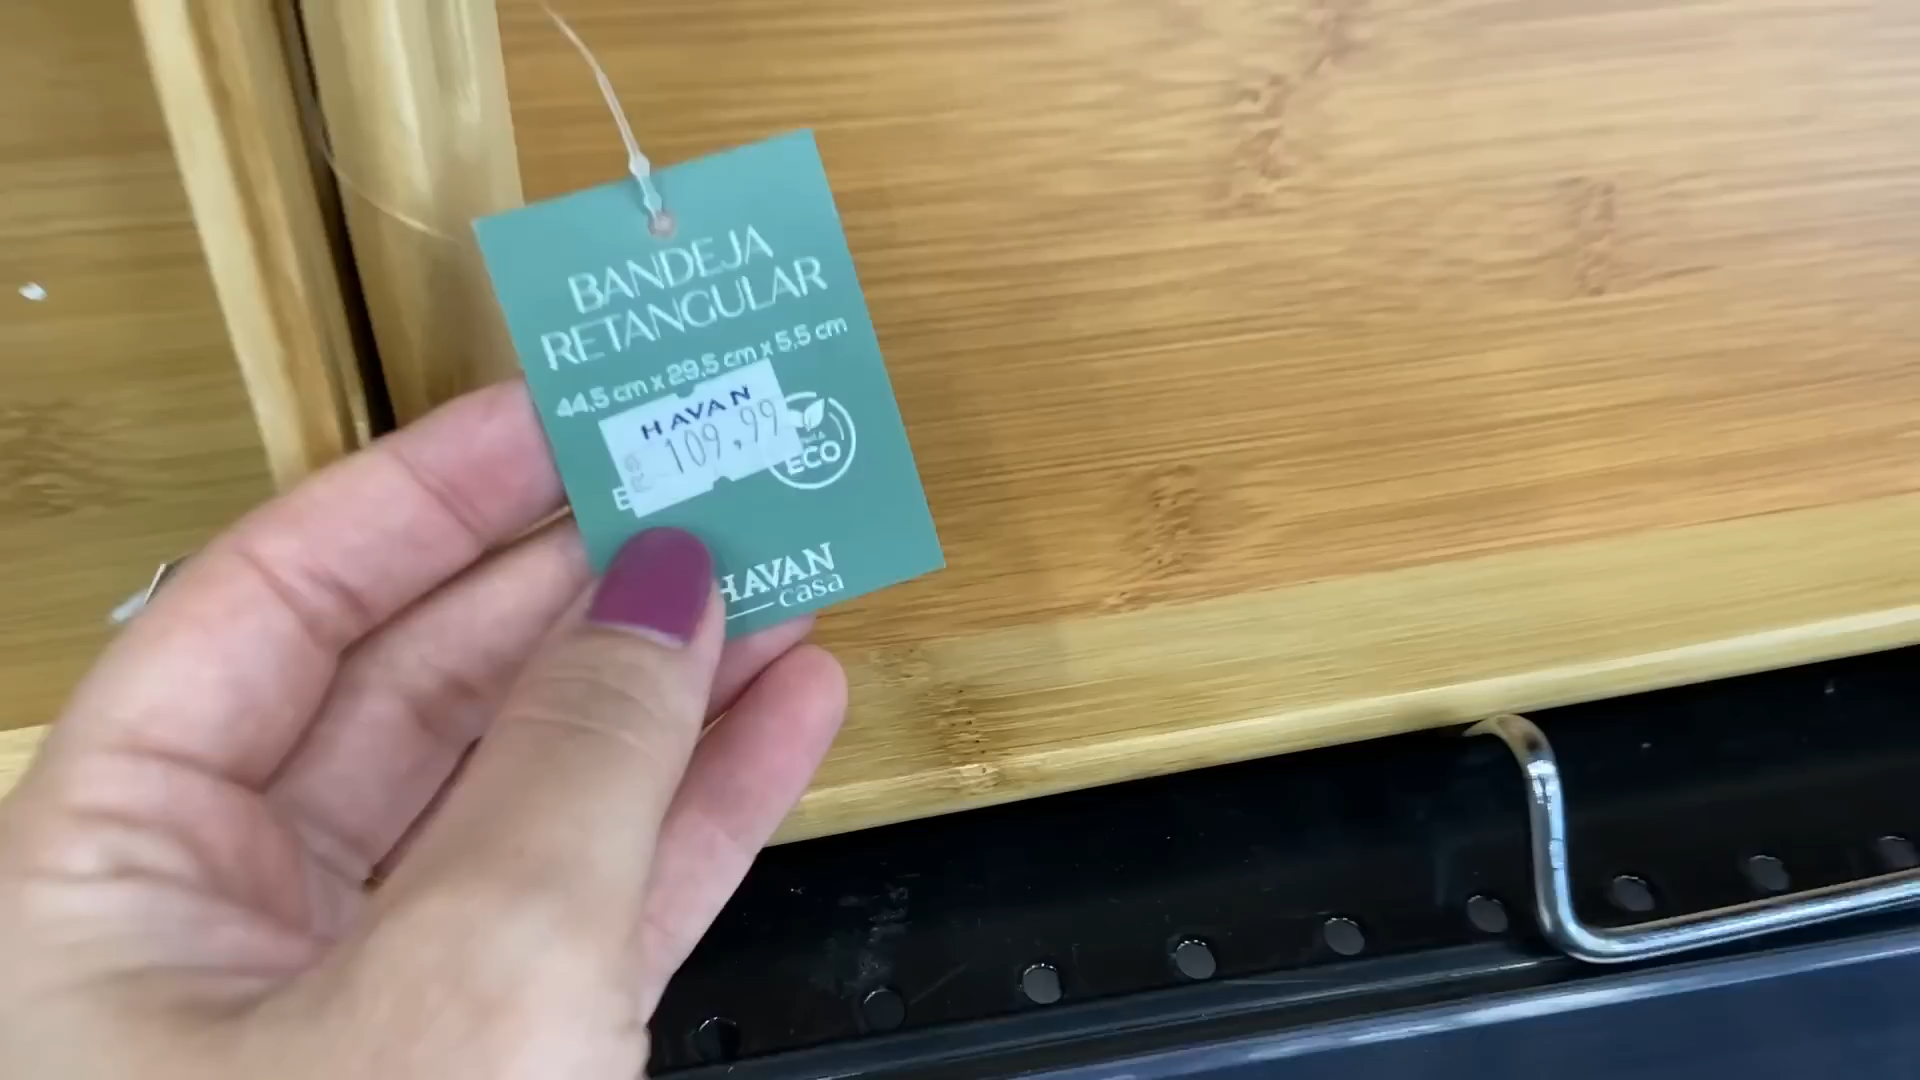 BANDEJA
RETANGULAR
44,5 cm x 29,5 cm x 5,5 cm
HAVAN
R$ 109,99
ECO
HAVAN
casa